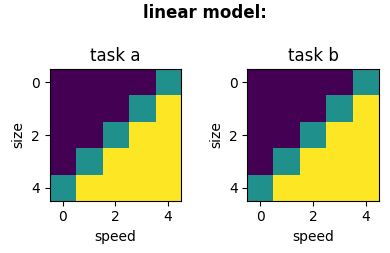 linear model:
task a
task b
0
2
4
size
0 2 4
speed
0
2
4
size
0 2 4
speed